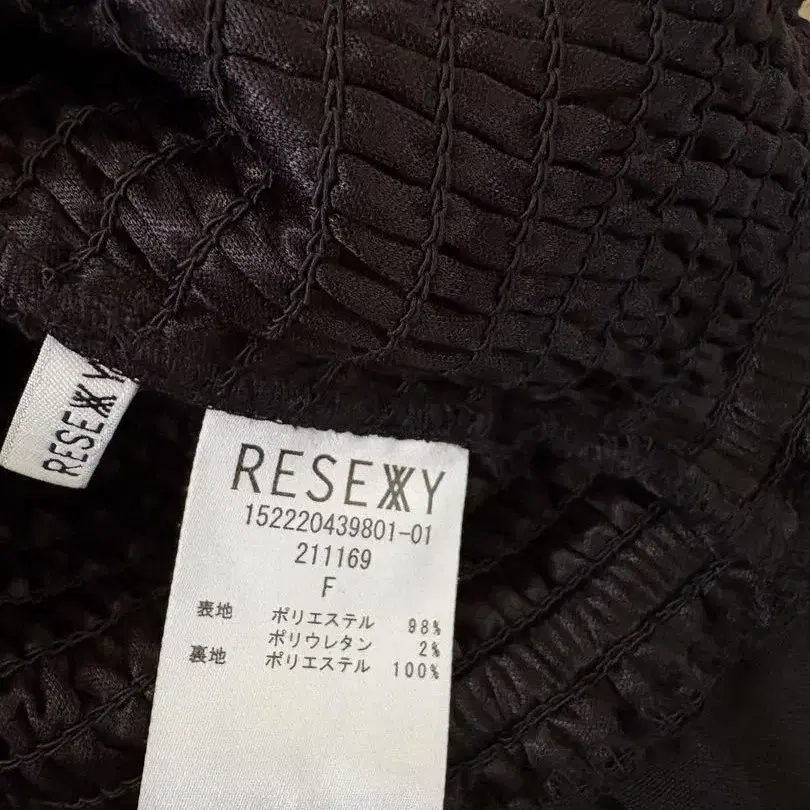 RESEXXY
RESEXXY
152220439801-01
211169
F
表地 ポリエステル 98%
ポリウレタン 2%
裏地 ポリエステル 100%